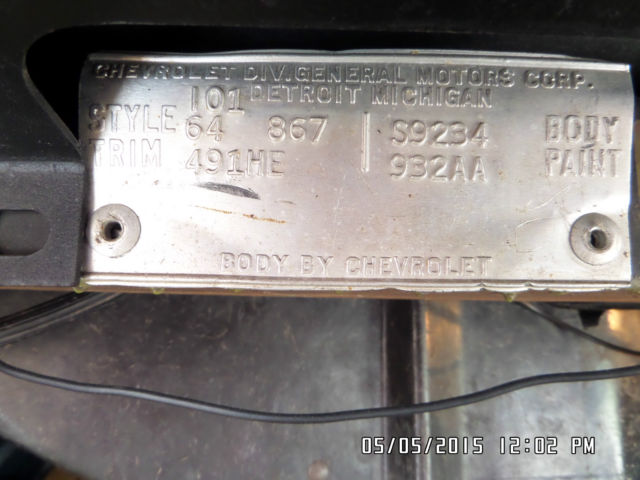 CHEVROLET DIV. GENERAL MOTORS CORP.
101 DETROIT MICHIGAN
STYLE 64 867 S9234 BODY
TRIM 491HE 932AA PAINT
BODY BY CHEVROLET
05/05/2015 12:02 PM